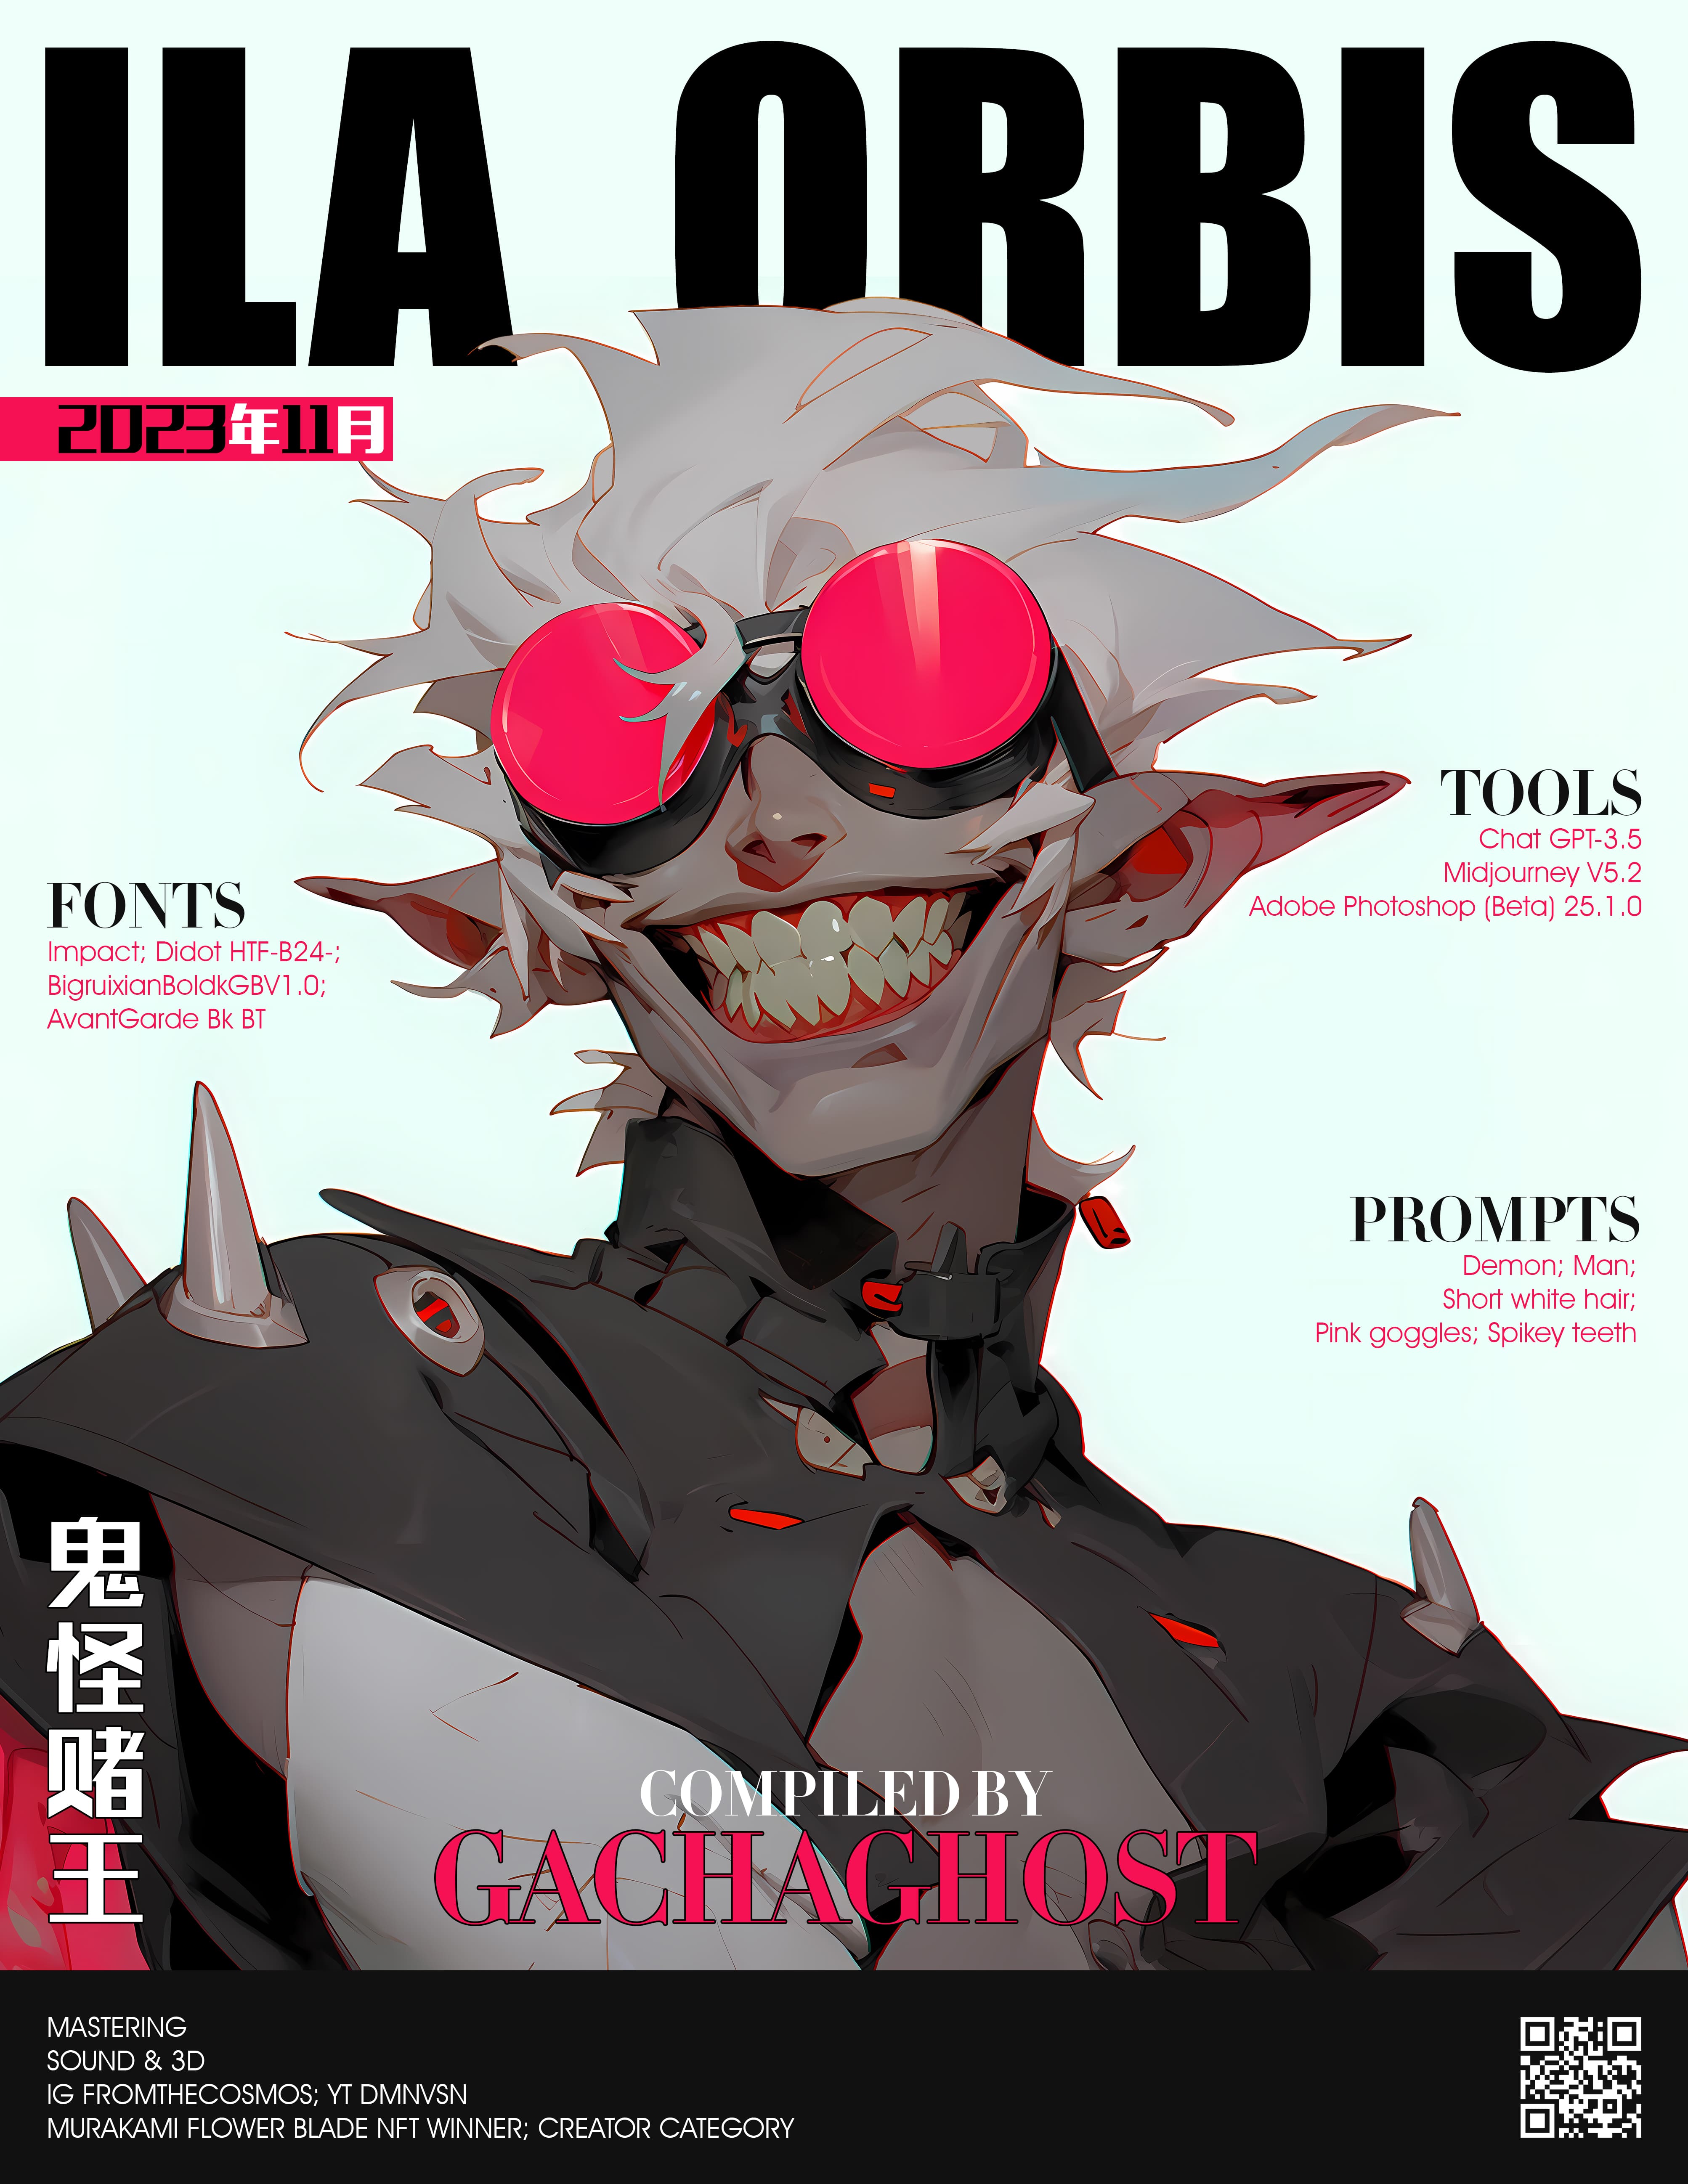 ILA ORBIS
2023年11月
TOOLS
Chat GPT-3.5
Midjourney V5.2
Adobe Photoshop (Beta) 25.1.0
FONTS
Impact; Didot HTF-B24-;
BigruixianBoldkGBV1.0;
AvantGarde Bk BT
PROMPTS
Demon; Man;
Short white hair;
Pink goggles; Spikey teeth
鬼怪赌王
COMPILED BY
GACHAGHOST
MASTERING
SOUND & 3D
IG FROMTHECOSMOS; YT DMNVSN
MURAKAMI FLOWER BLADE NFT WINNER; CREATOR CATEGORY